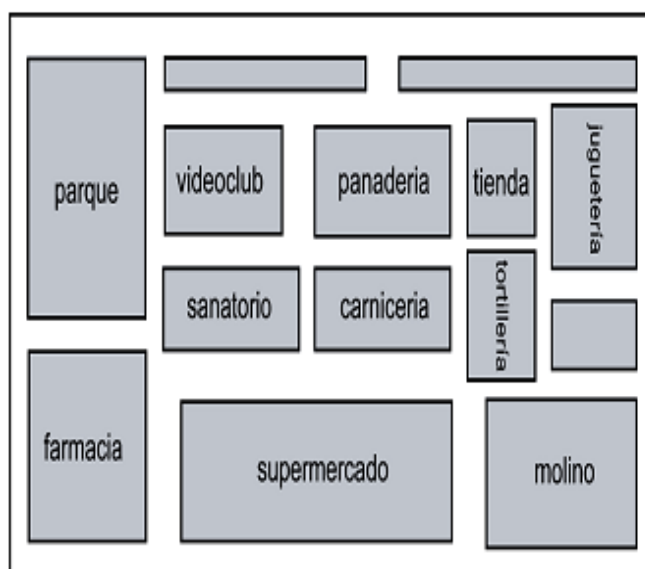 parque
videoclub
panaderia
tienda
juguetería
sanatorio
carniceria
tortillería
farmacia
supermercado
molino